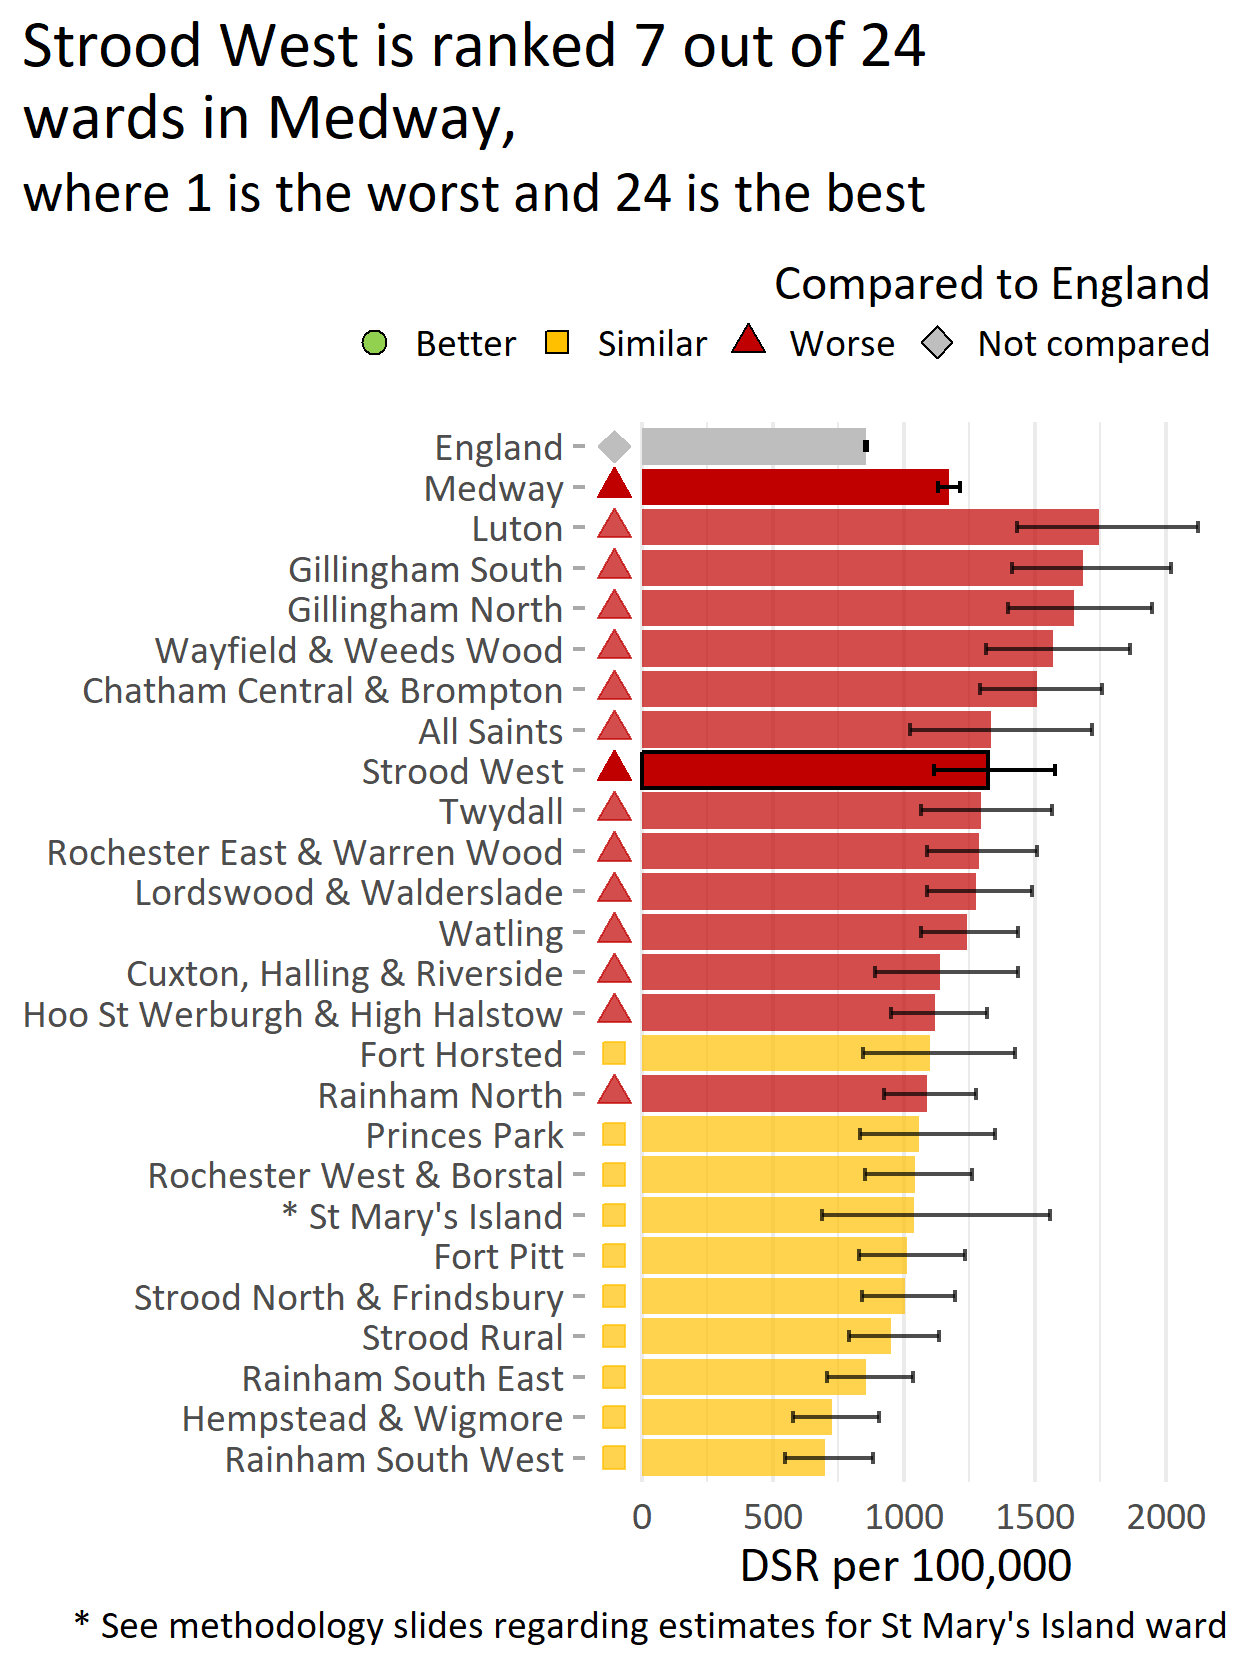 Strood West is ranked 7 out of 24
wards in Medway,
where 1 is the worst and 24 is the best
Compared to England
Better Similar Worse Not compared
England
Medway
Luton
Gillingham South
Gillingham North
Wayfield & Weeds Wood
Chatham Central & Brompton
All Saints
Strood West
Twydall
Rochester East & Warren Wood
Lordswood & Walderslade
Watling
Cuxton, Halling & Riverside
Hoo St Werburgh & High Halstow
Fort Horsted
Rainham North
Princes Park
Rochester West & Borstal
* St Mary's Island
Fort Pitt
Strood North & Frindsbury
Strood Rural
Rainham South East
Hempstead & Wigmore
Rainham South West
0 500 1000 1500 2000
DSR per 100,000
* See methodology slides regarding estimates for St Mary's Island ward